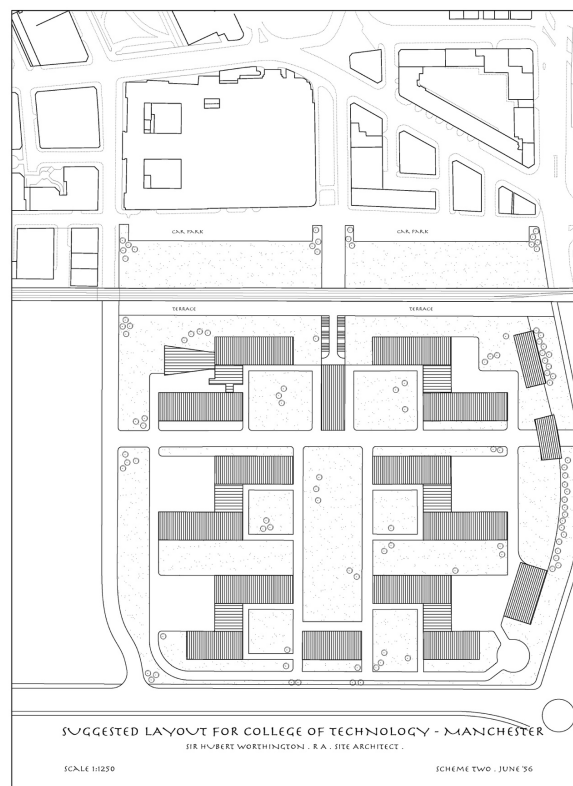 CAR PARK
CAR PARK
TERRACE
TERRACE
SUGGESTED LAYOUT FOR COLLEGE OF TECHNOLOGY - MANCHESTER
SIR HUBERT WORTHINGTON . R A . SITE ARCHITECT .
SCALE 1:1250
SCHEME TWO . JUNE '56